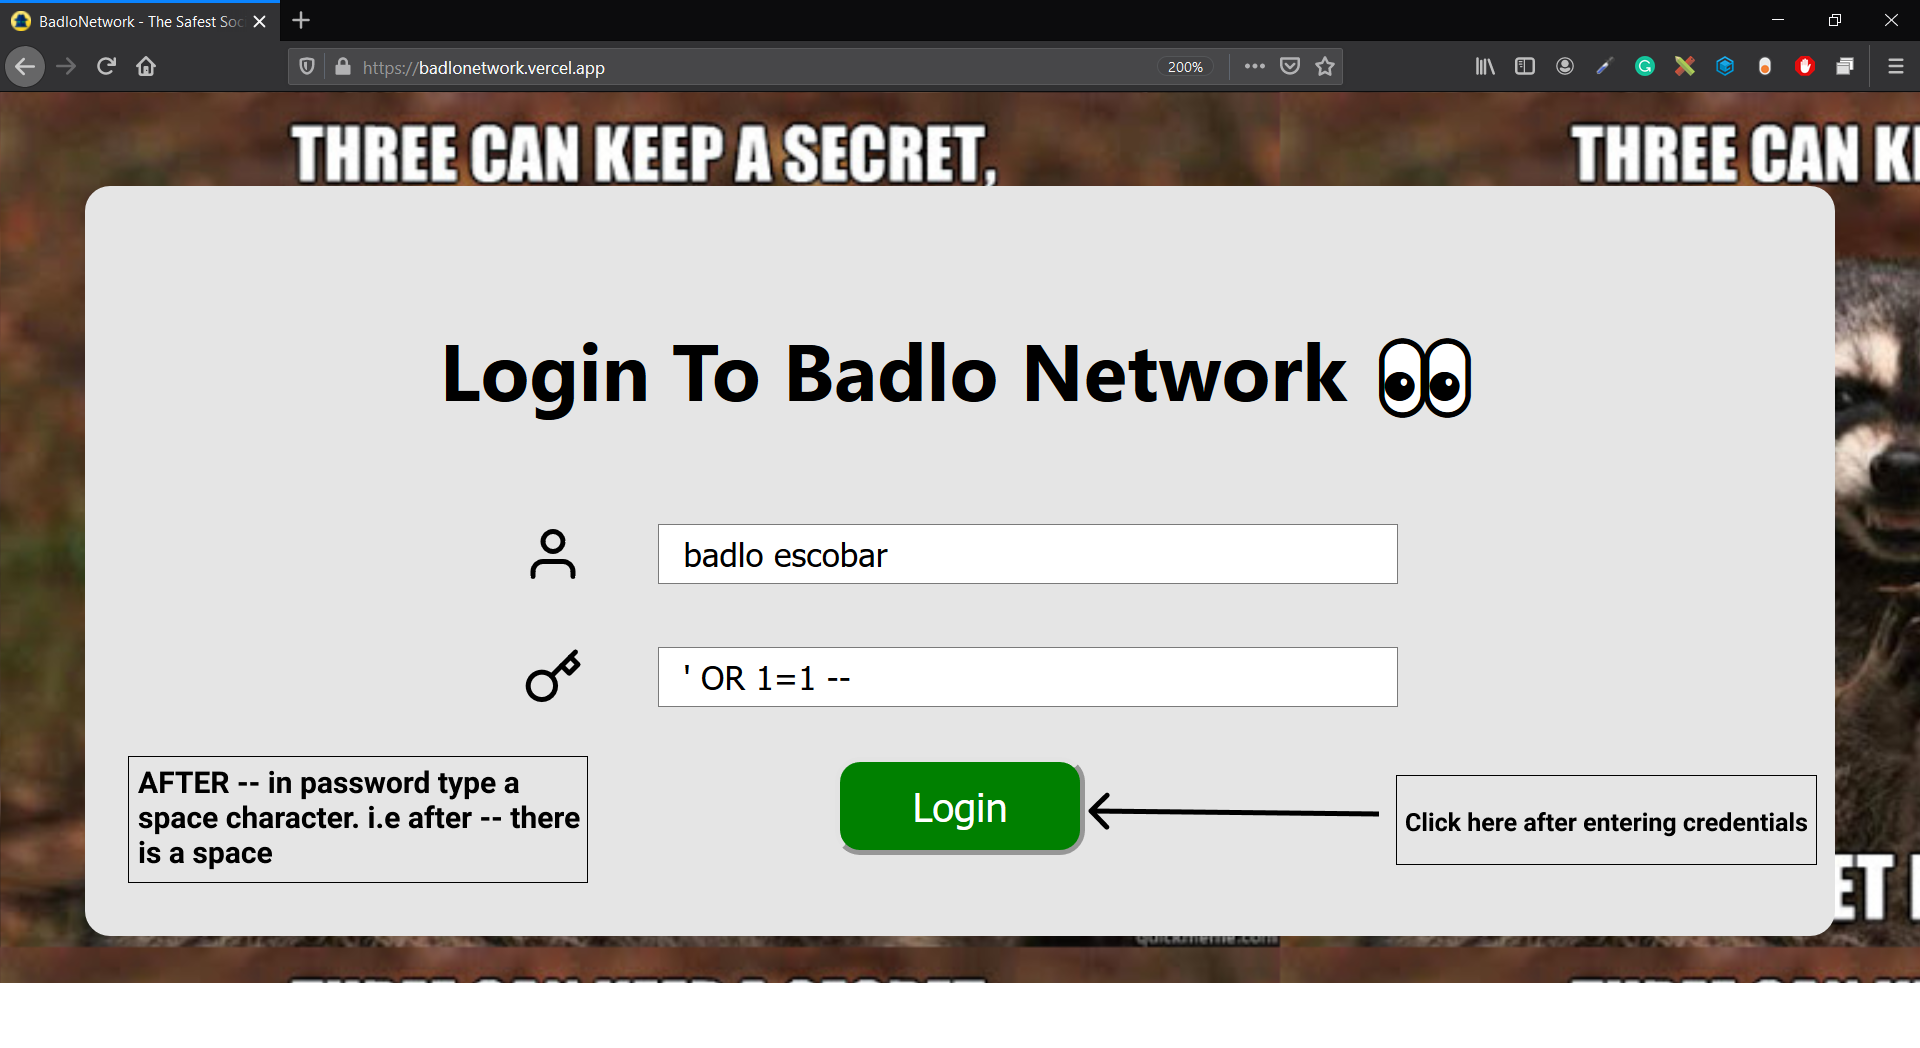 BadloNetwork - The Safest Soc
https://badlonetwork.vercel.app
200%
THREE CAN KEEP A SECRET,
THREE CAN K
Login To Badlo Network 👀
badlo escobar
' OR 1=1 --
AFTER -- in password type a
space character. i.e after -- there
is a space
Login
Click here after entering credentials
ET
quickmeme.com